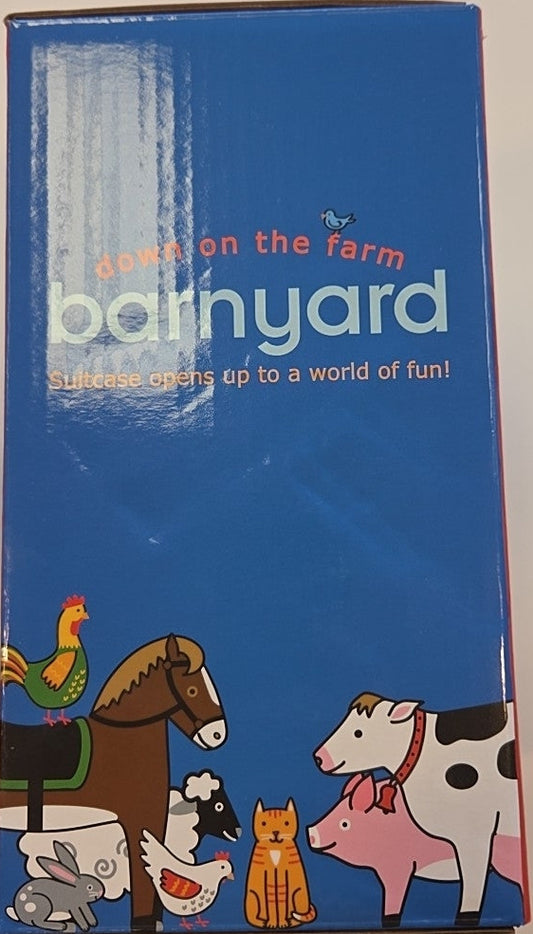 down on the farm
barnyard
Suitcase opens up to a world of fun!